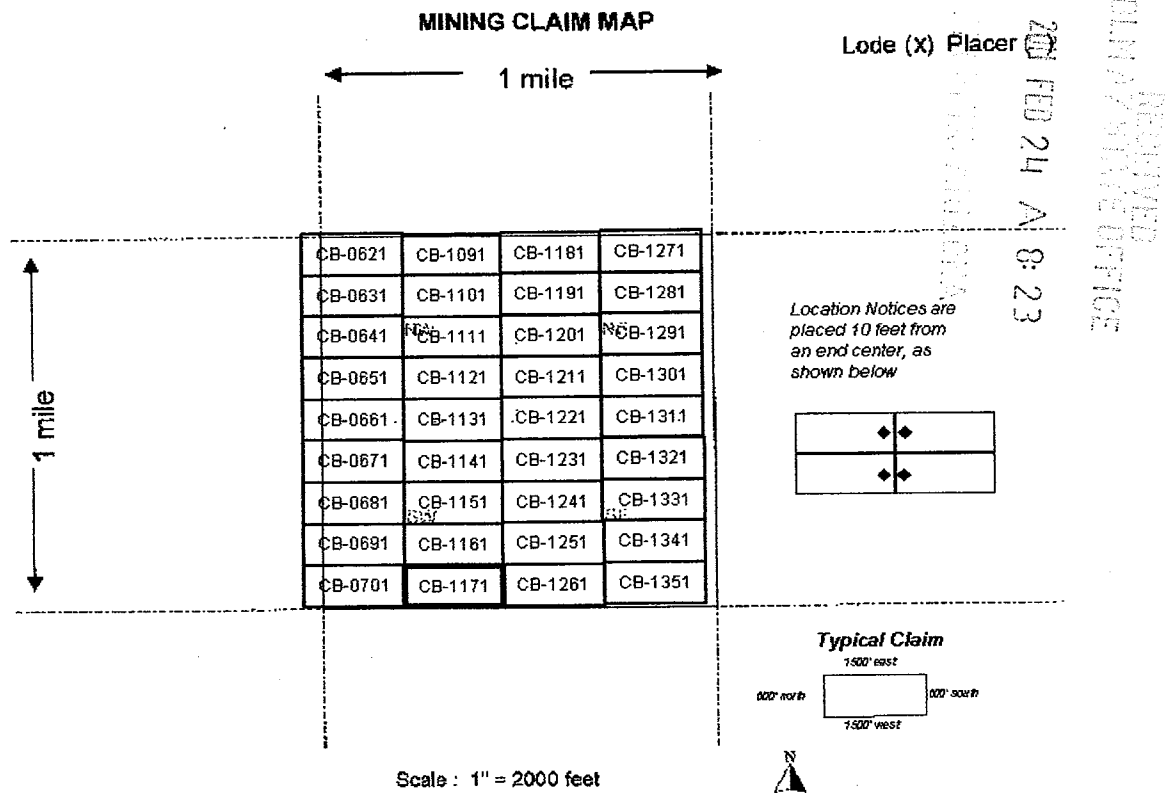 MINING CLAIM MAP
Lode (x) Placer
1 mile
RECEIVED
2011 FEB 24 A 8: 23
CB-0621 CB-1091 CB-1181 CB-1271
CB-0631 CB-1101 CB-1191 CB-1281
CB-0641 NW CB-1111 CB-1201 NE CB-1291
CB-0651 CB-1121 CB-1211 CB-1301
CB-0661 CB-1131 CB-1221 CB-1311
CB-0671 CB-1141 CB-1231 CB-1321
CB-0681 CB-1151 CB-1241 CB-1331
SW SE
CB-0691 CB-1161 CB-1251 CB-1341
CB-0701 CB-1171 CB-1261 CB-1351
1 mile
Location Notices are
placed 10 feet from
an end center, as
shown below
Typical Claim
1500' east
600' north 600' south
1500' west
Scale : 1" = 2000 feet
N